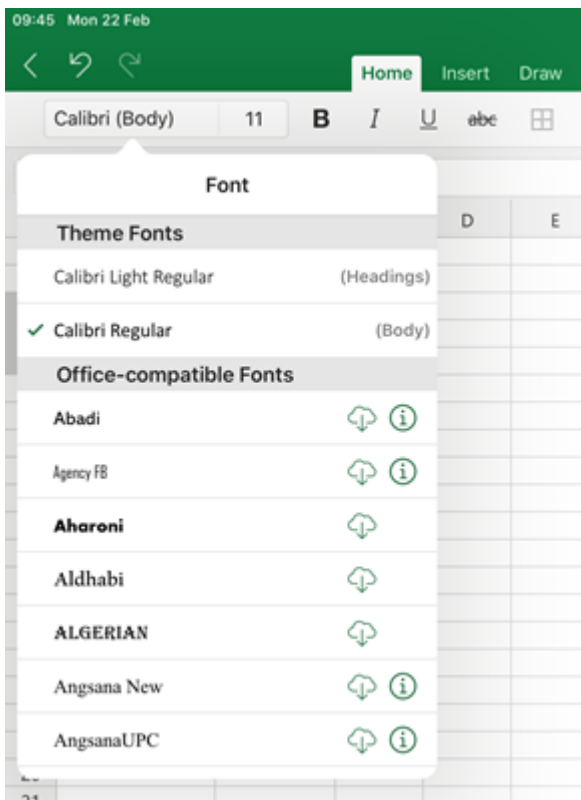 09:45 Mon 22 Feb
Home Insert Draw
Calibri (Body) 11 B I U abc
Font
D E
Theme Fonts
Calibri Light Regular (Headings)
Calibri Regular (Body)
Office-compatible Fonts
Abadi
Agency FB
Aharoni
Aldhabi
ALGERIAN
Angsana New
AngsanaUPC